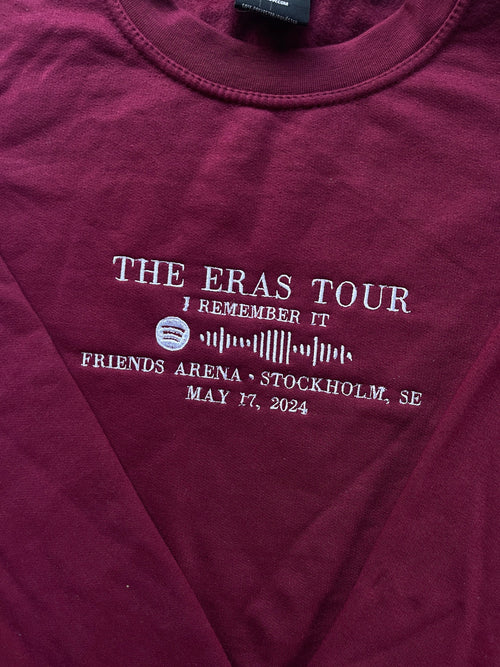 THE ERAS TOUR
I REMEMBER IT
FRIENDS ARENA • STOCKHOLM, SE
MAY 17, 2024